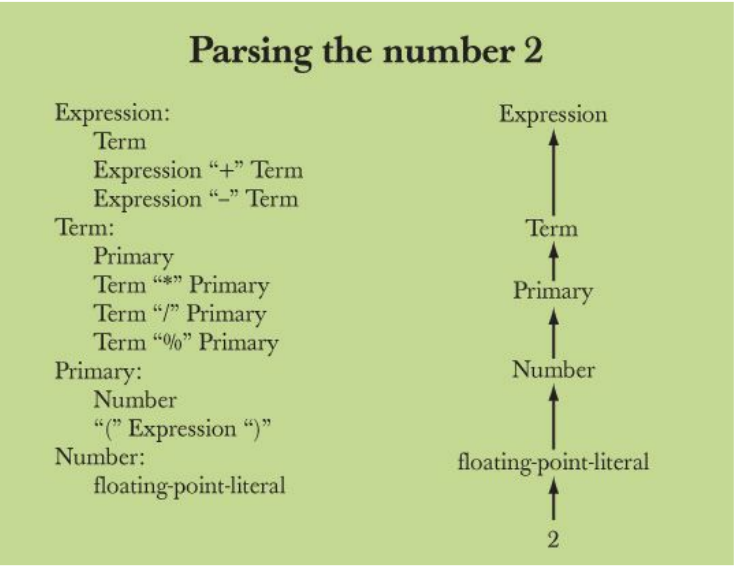 Parsing the number 2
Expression:
Term
Expression “+” Term
Expression “–” Term
Term:
Primary
Term “*” Primary
Term “/” Primary
Term “%” Primary
Primary:
Number
“(” Expression “)”
Number:
floating-point-literal
Expression
Term
Primary
Number
floating-point-literal
2